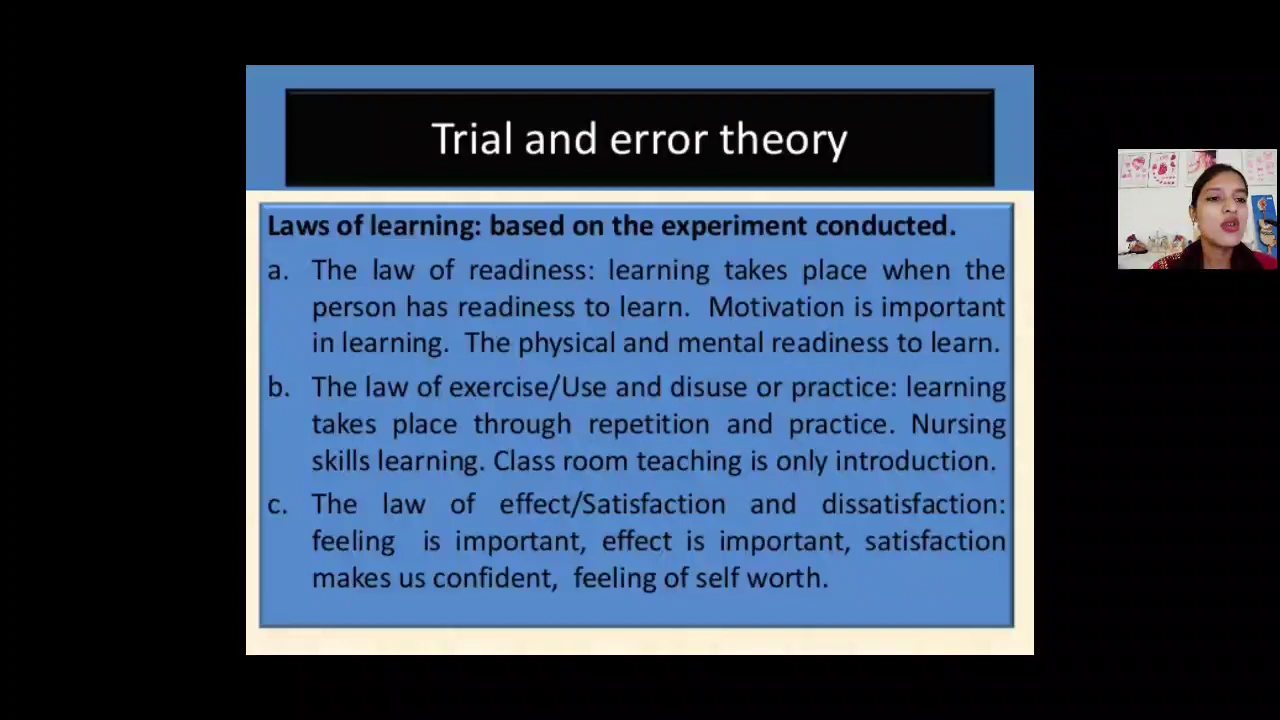 Trial and error theory
Laws of learning: based on the experiment conducted.
a. The law of readiness: learning takes place when the
person has readiness to learn. Motivation is important
in learning. The physical and mental readiness to learn.
b. The law of exercise/Use and disuse or practice: learning
takes place through repetition and practice. Nursing
skills learning. Class room teaching is only introduction.
c. The law of effect/Satisfaction and dissatisfaction:
feeling is important, effect is important, satisfaction
makes us confident, feeling of self worth.